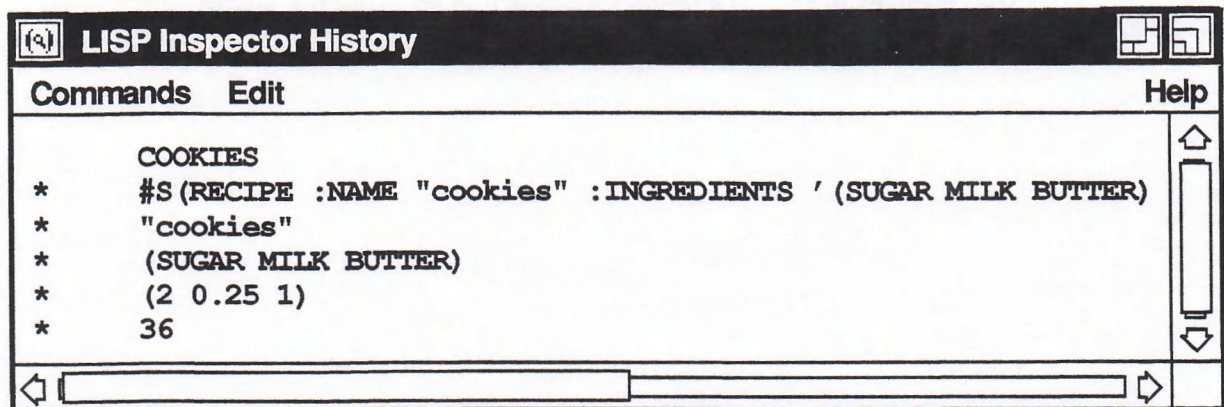 LISP Inspector History
Commands Edit Help
COOKIES
* #S(RECIPE :NAME "cookies" :INGREDIENTS '(SUGAR MILK BUTTER)
* "cookies"
* (SUGAR MILK BUTTER)
* (2 0.25 1)
* 36